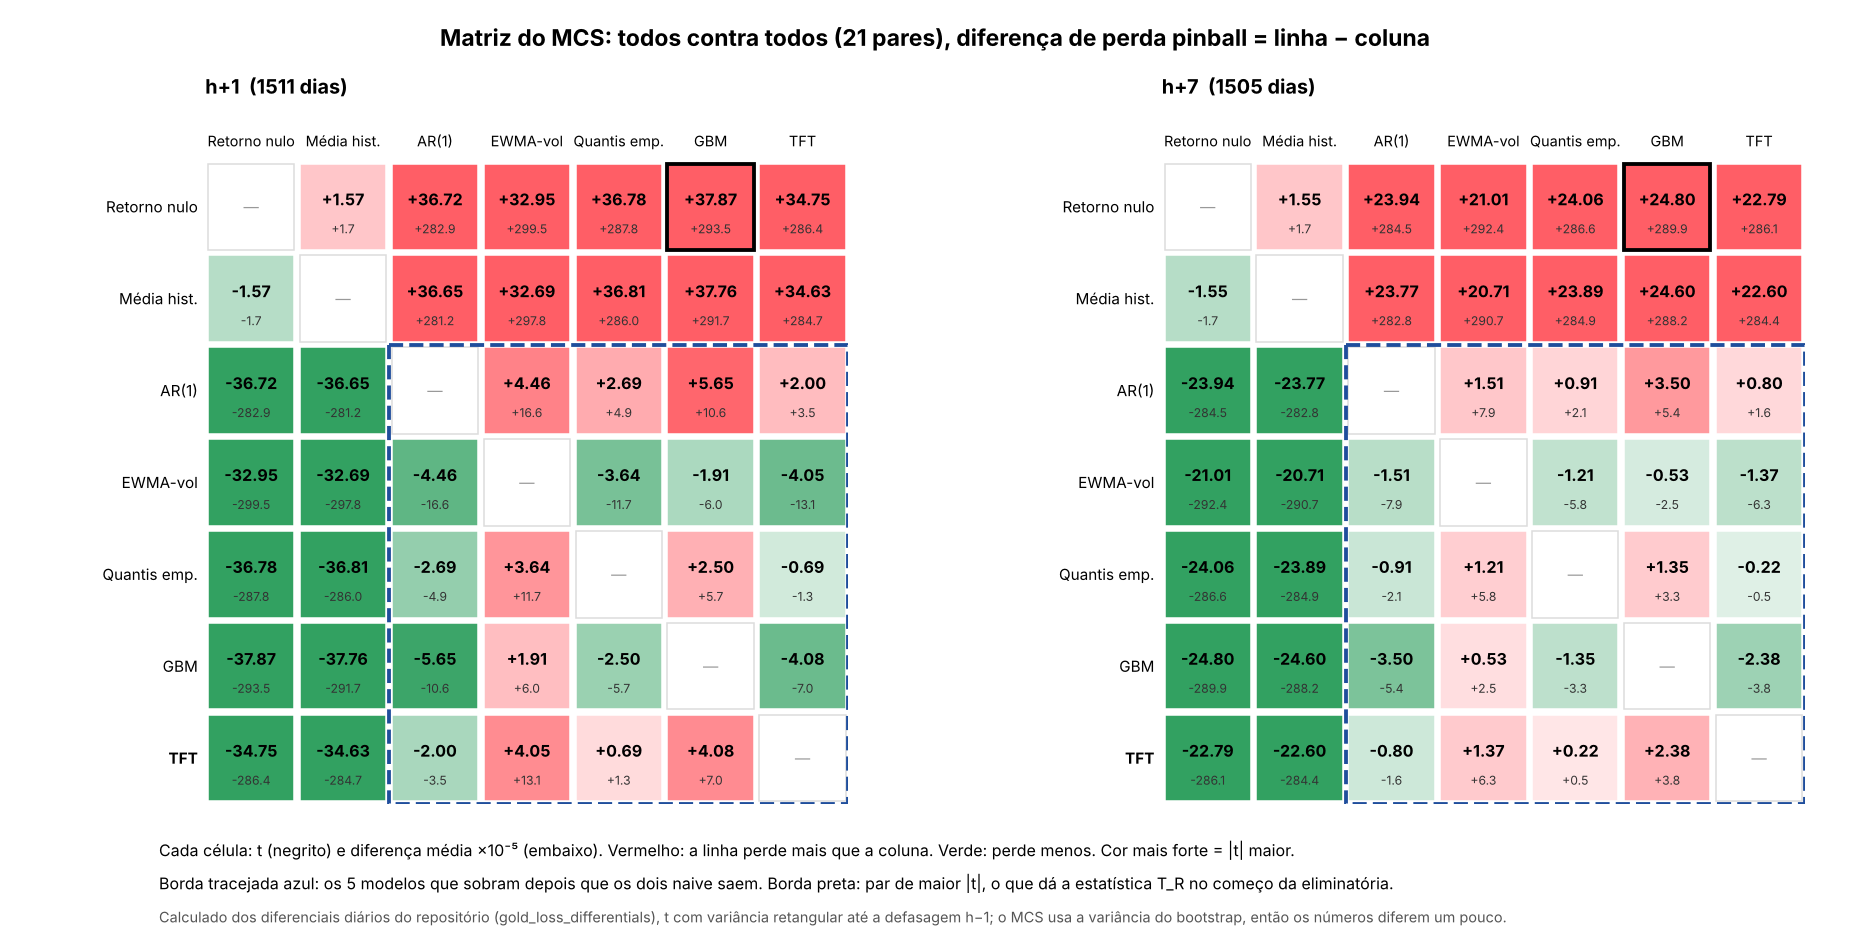 Matriz do MCS: todos contra todos (21 pares), diferença de perda pinball = linha − coluna
h+1 (1511 dias)
Retorno nulo Média hist. AR(1) EWMA-vol Quantis emp. GBM TFT
Retorno nulo — +1.57 +36.72 +32.95 +36.78 +37.87 +34.75
+1.7 +282.9 +299.5 +287.8 +293.5 +286.4
Média hist. -1.57 — +36.65 +32.69 +36.81 +37.76 +34.63
-1.7 +281.2 +297.8 +286.0 +291.7 +284.7
AR(1) -36.72 -36.65 — +4.46 +2.69 +5.65 +2.00
-282.9 -281.2 +16.6 +4.9 +10.6 +3.5
EWMA-vol -32.95 -32.69 -4.46 — -3.64 -1.91 -4.05
-299.5 -297.8 -16.6 -11.7 -6.0 -13.1
Quantis emp. -36.78 -36.81 -2.69 +3.64 — +2.50 -0.69
-287.8 -286.0 -4.9 +11.7 +5.7 -1.3
GBM -37.87 -37.76 -5.65 +1.91 -2.50 — -4.08
-293.5 -291.7 -10.6 +6.0 -5.7 -7.0
TFT -34.75 -34.63 -2.00 +4.05 +0.69 +4.08 —
-286.4 -284.7 -3.5 +13.1 +1.3 +7.0
h+7 (1505 dias)
Retorno nulo Média hist. AR(1) EWMA-vol Quantis emp. GBM TFT
Retorno nulo — +1.55 +23.94 +21.01 +24.06 +24.80 +22.79
+1.7 +284.5 +292.4 +286.6 +289.9 +286.1
Média hist. -1.55 — +23.77 +20.71 +23.89 +24.60 +22.60
-1.7 +282.8 +290.7 +284.9 +288.2 +284.4
AR(1) -23.94 -23.77 — +1.51 +0.91 +3.50 +0.80
-284.5 -282.8 +7.9 +2.1 +5.4 +1.6
EWMA-vol -21.01 -20.71 -1.51 — -1.21 -0.53 -1.37
-292.4 -290.7 -7.9 -5.8 -2.5 -6.3
Quantis emp. -24.06 -23.89 -0.91 +1.21 — +1.35 -0.22
-286.6 -284.9 -2.1 +5.8 +3.3 -0.5
GBM -24.80 -24.60 -3.50 +0.53 -1.35 — -2.38
-289.9 -288.2 -5.4 +2.5 -3.3 -3.8
TFT -22.79 -22.60 -0.80 +1.37 +0.22 +2.38 —
-286.1 -284.4 -1.6 +6.3 +0.5 +3.8
Cada célula: t (negrito) e diferença média ×10⁻⁵ (embaixo). Vermelho: a linha perde mais que a coluna. Verde: perde menos. Cor mais forte = |t| maior.
Borda tracejada azul: os 5 modelos que sobram depois que os dois naive saem. Borda preta: par de maior |t|, o que dá a estatística T_R no começo da eliminatória.
Calculado dos diferenciais diários do repositório (gold_loss_differentials), t com variância retangular até a defasagem h−1; o MCS usa a variância do bootstrap, então os números diferem um pouco.